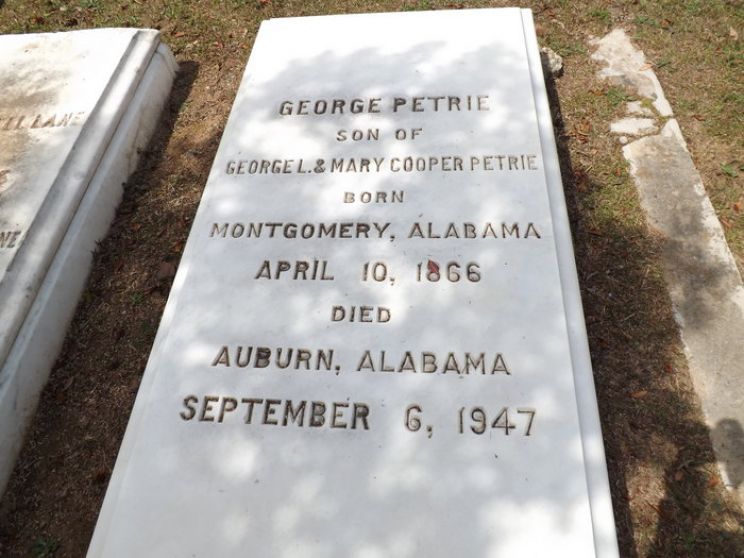 GEORGE PETRIE
SON OF
GEORGE L. & MARY COOPER PETRIE
BORN
MONTGOMERY, ALABAMA
APRIL 10, 1866
DIED
AUBURN, ALABAMA
SEPTEMBER 6, 1947